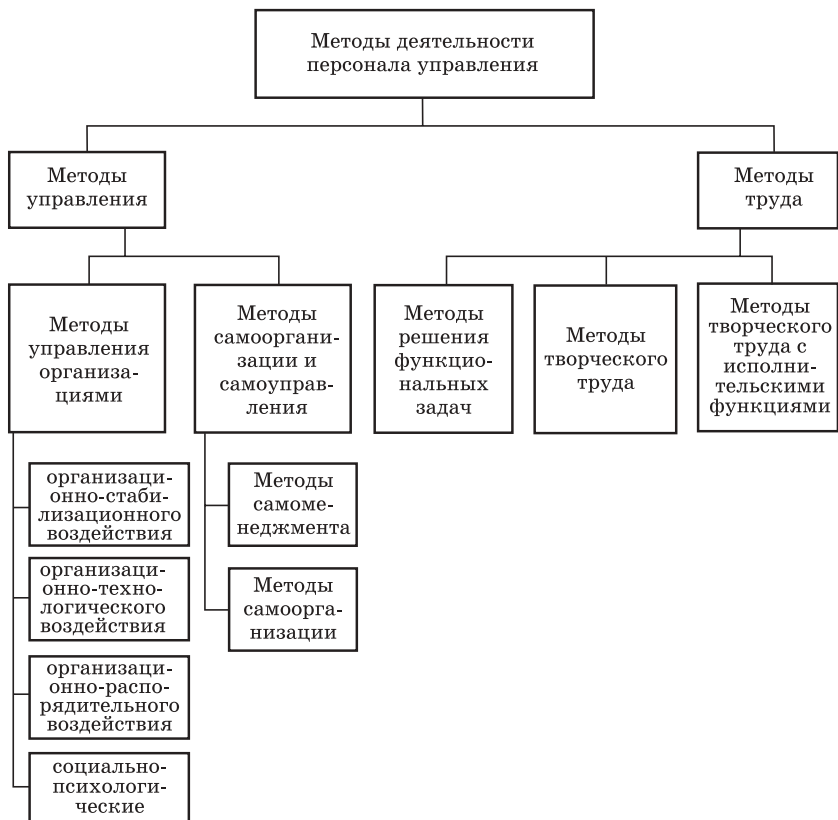 Методы деятельности
персонала управления
Методы
управления
Методы
труда
Методы
управления
организа-
циями
Методы
самооргани-
зации и
самоуправ-
ления
Методы
решения
функцио-
нальных
задач
Методы
творческого
труда
Методы
творческого
труда с
исполни-
тельскими
функциями
организаци-
онно-стаби-
лизационного
воздействия
организаци-
онно-техно-
логического
воздействия
организаци-
онно-распо-
рядительного
воздействия
социально-
психологи-
ческие
Методы
самоме-
неджмента
Методы
самоорга-
низации